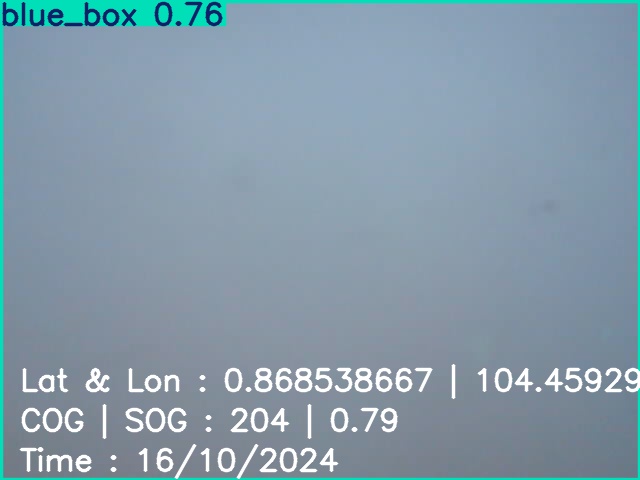 blue_box 0.76
Lat & Lon : 0.868538667 | 104.45929
COG | SOG : 204 | 0.79
Time : 16/10/2024